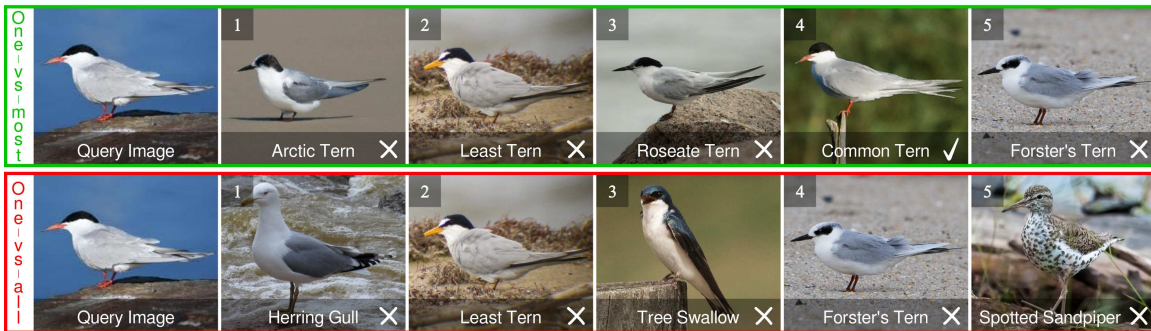 One-vs-most
Query Image
1
Arctic Tern ✕
2
Least Tern ✕
3
Roseate Tern ✕
4
Common Tern ✓
5
Forster's Tern ✕
One-vs-all
Query Image
1
Herring Gull ✕
2
Least Tern ✕
3
Tree Swallow ✕
4
Forster's Tern ✕
5
Spotted Sandpiper ✕